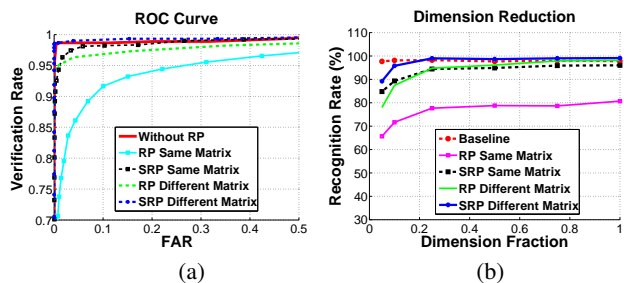 ROC Curve
Verification Rate
1
0.95
0.9
0.85
0.8
0.75
0.7
0
0.1
0.2
0.3
0.4
0.5
FAR
Without RP
RP Same Matrix
SRP Same Matrix
RP Different Matrix
SRP Different Matrix
(a)
Dimension Reduction
Recognition Rate (%)
110
100
90
80
70
60
50
40
30
0
0.2
0.4
0.6
0.8
1
Dimension Fraction
Baseline
RP Same Matrix
SRP Same Matrix
RP Different Matrix
SRP Different Matrix
(b)